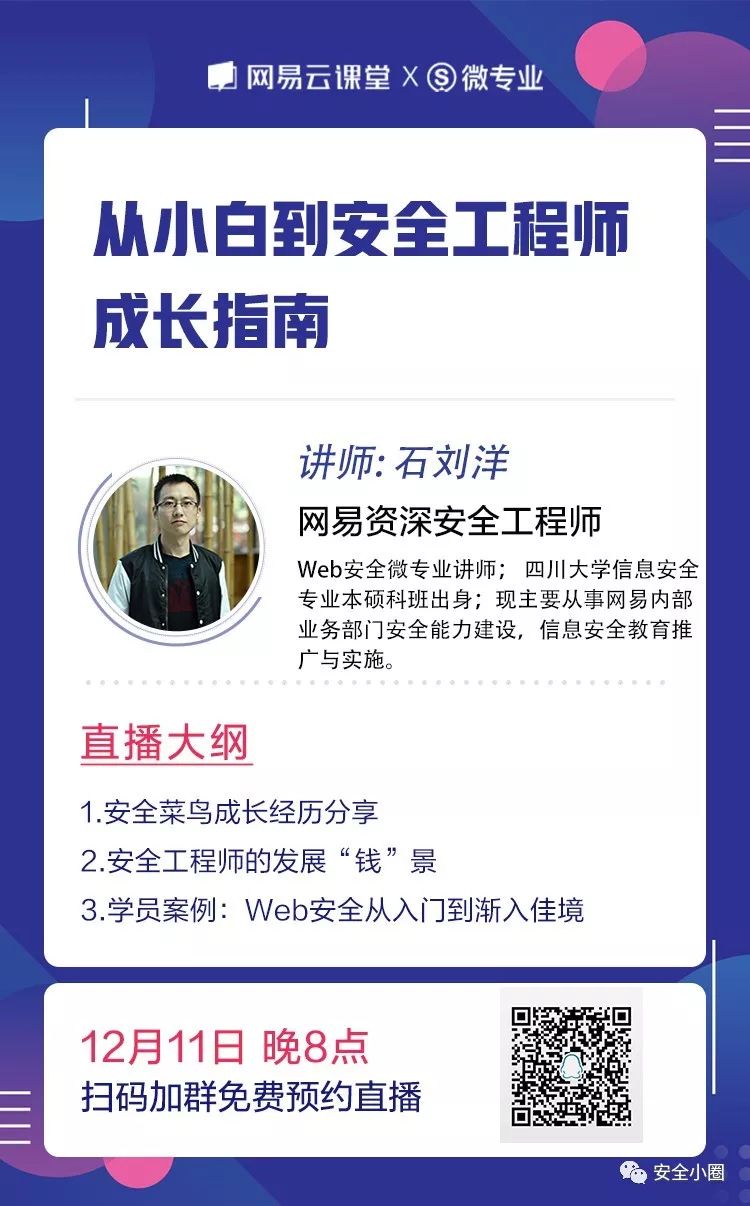 网易云课堂 X S 微专业
从小白到安全工程师
成长指南
讲师: 石刘洋
网易资深安全工程师
Web安全微专业讲师； 四川大学信息安全
专业本硕科班出身；现主要从事网易内部
业务部门安全能力建设，信息安全教育推
广与实施。
直播大纲
1.安全菜鸟成长经历分享
2.安全工程师的发展“钱”景
3.学员案例：Web安全从入门到渐入佳境
12月11日 晚8点
扫码加群免费预约直播
安全小圈